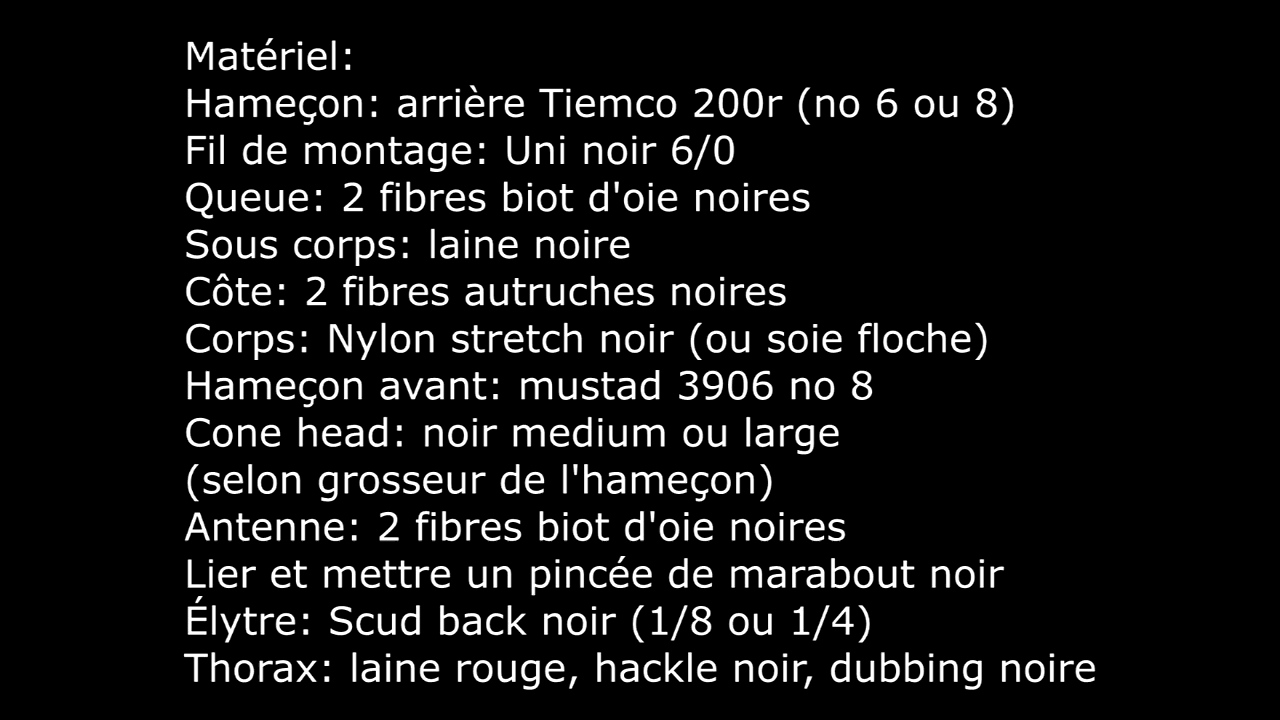 Matériel:
Hameçon: arrière Tiemco 200r (no 6 ou 8)
Fil de montage: Uni noir 6/0
Queue: 2 fibres biot d'oie noires
Sous corps: laine noire
Côte: 2 fibres autruches noires
Corps: Nylon stretch noir (ou soie floche)
Hameçon avant: mustad 3906 no 8
Cone head: noir medium ou large
(selon grosseur de l'hameçon)
Antenne: 2 fibres biot d'oie noires
Lier et mettre un pincée de marabout noir
Élytre: Scud back noir (1/8 ou 1/4)
Thorax: laine rouge, hackle noir, dubbing noire